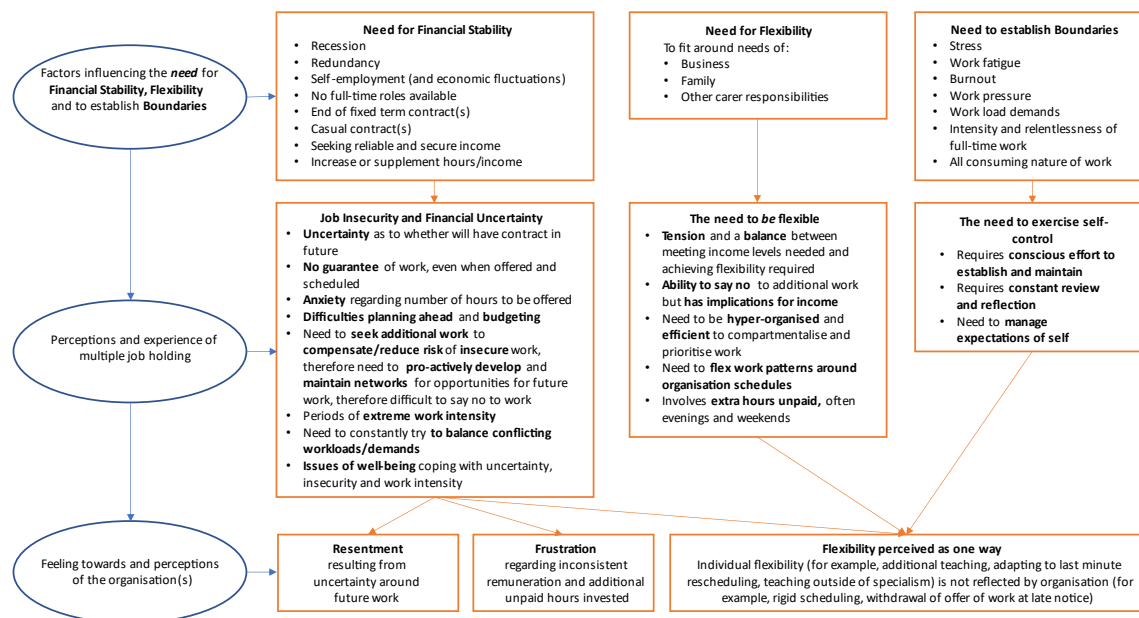 Factors influencing the need for
Financial Stability, Flexibility
and to establish Boundaries
Need for Financial Stability
• Recession
• Redundancy
• Self-employment (and economic fluctuations)
• No full-time roles available
• End of fixed term contract(s)
• Casual contract(s)
• Seeking reliable and secure income
• Increase or supplement hours/income
Need for Flexibility
To fit around needs of:
• Business
• Family
• Other carer responsibilities
Need to establish Boundaries
• Stress
• Work fatigue
• Burnout
• Work pressure
• Work load demands
• Intensity and relentlessness of
full-time work
• All consuming nature of work
Perceptions and experience of
multiple job holding
Job Insecurity and Financial Uncertainty
• Uncertainty as to whether will have contract in
future
• No guarantee of work, even when offered and
scheduled
• Anxiety regarding number of hours to be offered
• Difficulties planning ahead and budgeting
• Need to seek additional work to
compensate/reduce risk of insecure work,
therefore need to pro-actively develop and
maintain networks for opportunities for future
work, therefore difficult to say no to work
• Periods of extreme work intensity
• Need to constantly try to balance conflicting
workloads/demands
• Issues of well-being coping with uncertainty,
insecurity and work intensity
The need to be flexible
• Tension and a balance between
meeting income levels needed and
achieving flexibility required
• Ability to say no to additional work
but has implications for income
• Need to be hyper-organised and
efficient to compartmentalise and
prioritise work
• Need to flex work patterns around
organisation schedules
• Involves extra hours unpaid, often
evenings and weekends
The need to exercise self-
control
• Requires conscious effort to
establish and maintain
• Requires constant review
and reflection
• Need to manage
expectations of self
Feeling towards and perceptions
of the organisation(s)
Resentment
resulting from
uncertainty around
future work
Frustration
regarding inconsistent
remuneration and additional
unpaid hours invested
Flexibility perceived as one way
Individual flexibility (for example, additional teaching, adapting to last minute
rescheduling, teaching outside of specialism) is not reflected by organisation (for
example, rigid scheduling, withdrawal of offer of work at late notice)